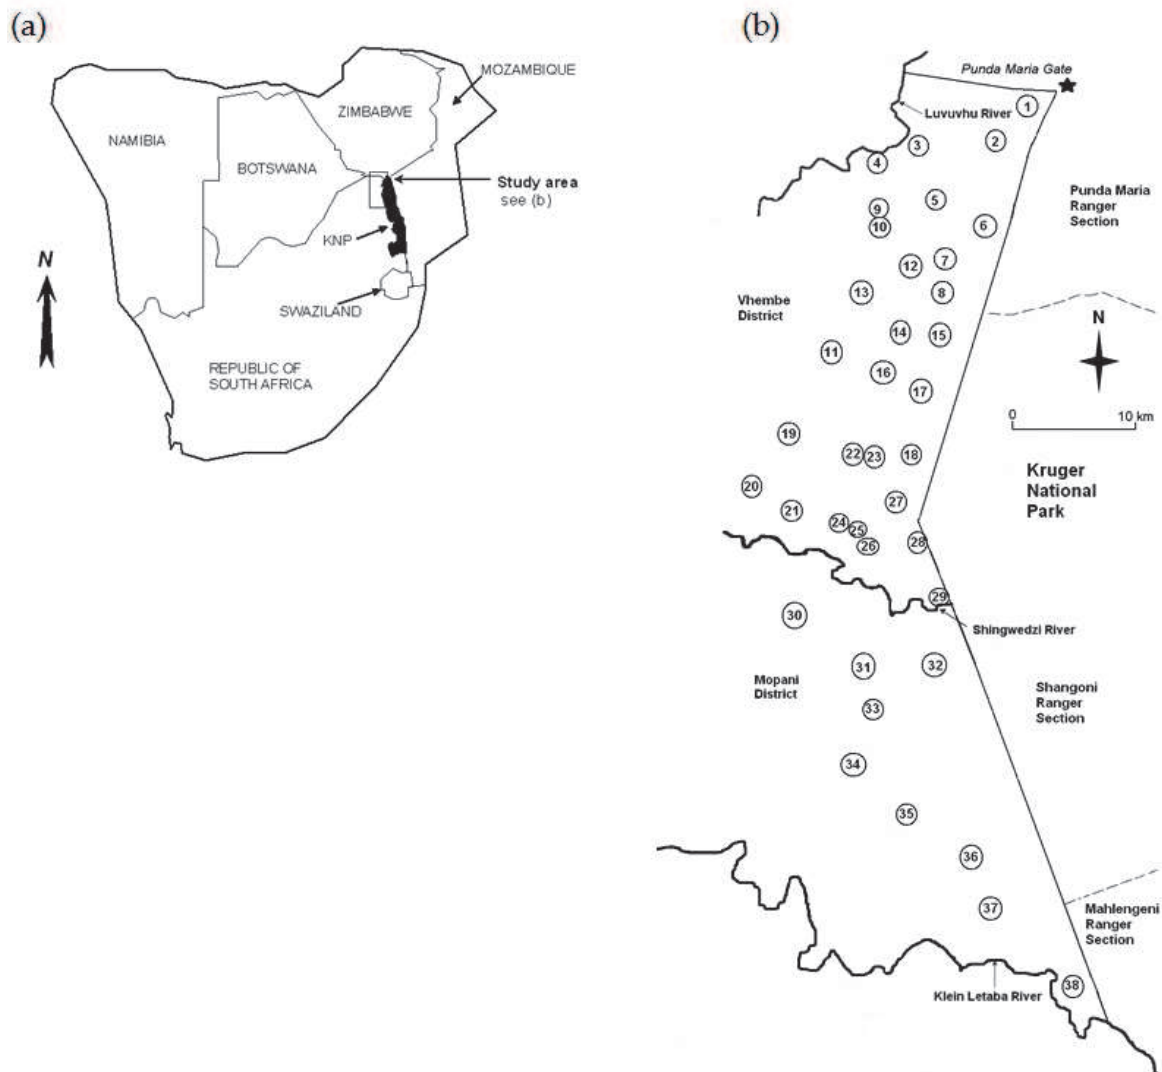 (a)
MOZAMBIQUE
ZIMBABWE
NAMIBIA
BOTSWANA
Study area
see (b)
KNP
N
SWAZILAND
REPUBLIC OF
SOUTH AFRICA
(b)
Punda Maria Gate
1
Luvuvhu River
2
3
4
Punda Maria
Ranger
Section
5
9
10
6
7
12
13
8
Vhembe
District
N
14
15
11
16
17
0
10 km
19
22
23
18
Kruger
National
Park
20
27
21
24
25
26
28
29
30
Shingwedzi River
31
32
Mopani
District
Shangoni
Ranger
Section
33
34
35
36
37
Mahlengeni
Ranger
Section
38
Klein Letaba River